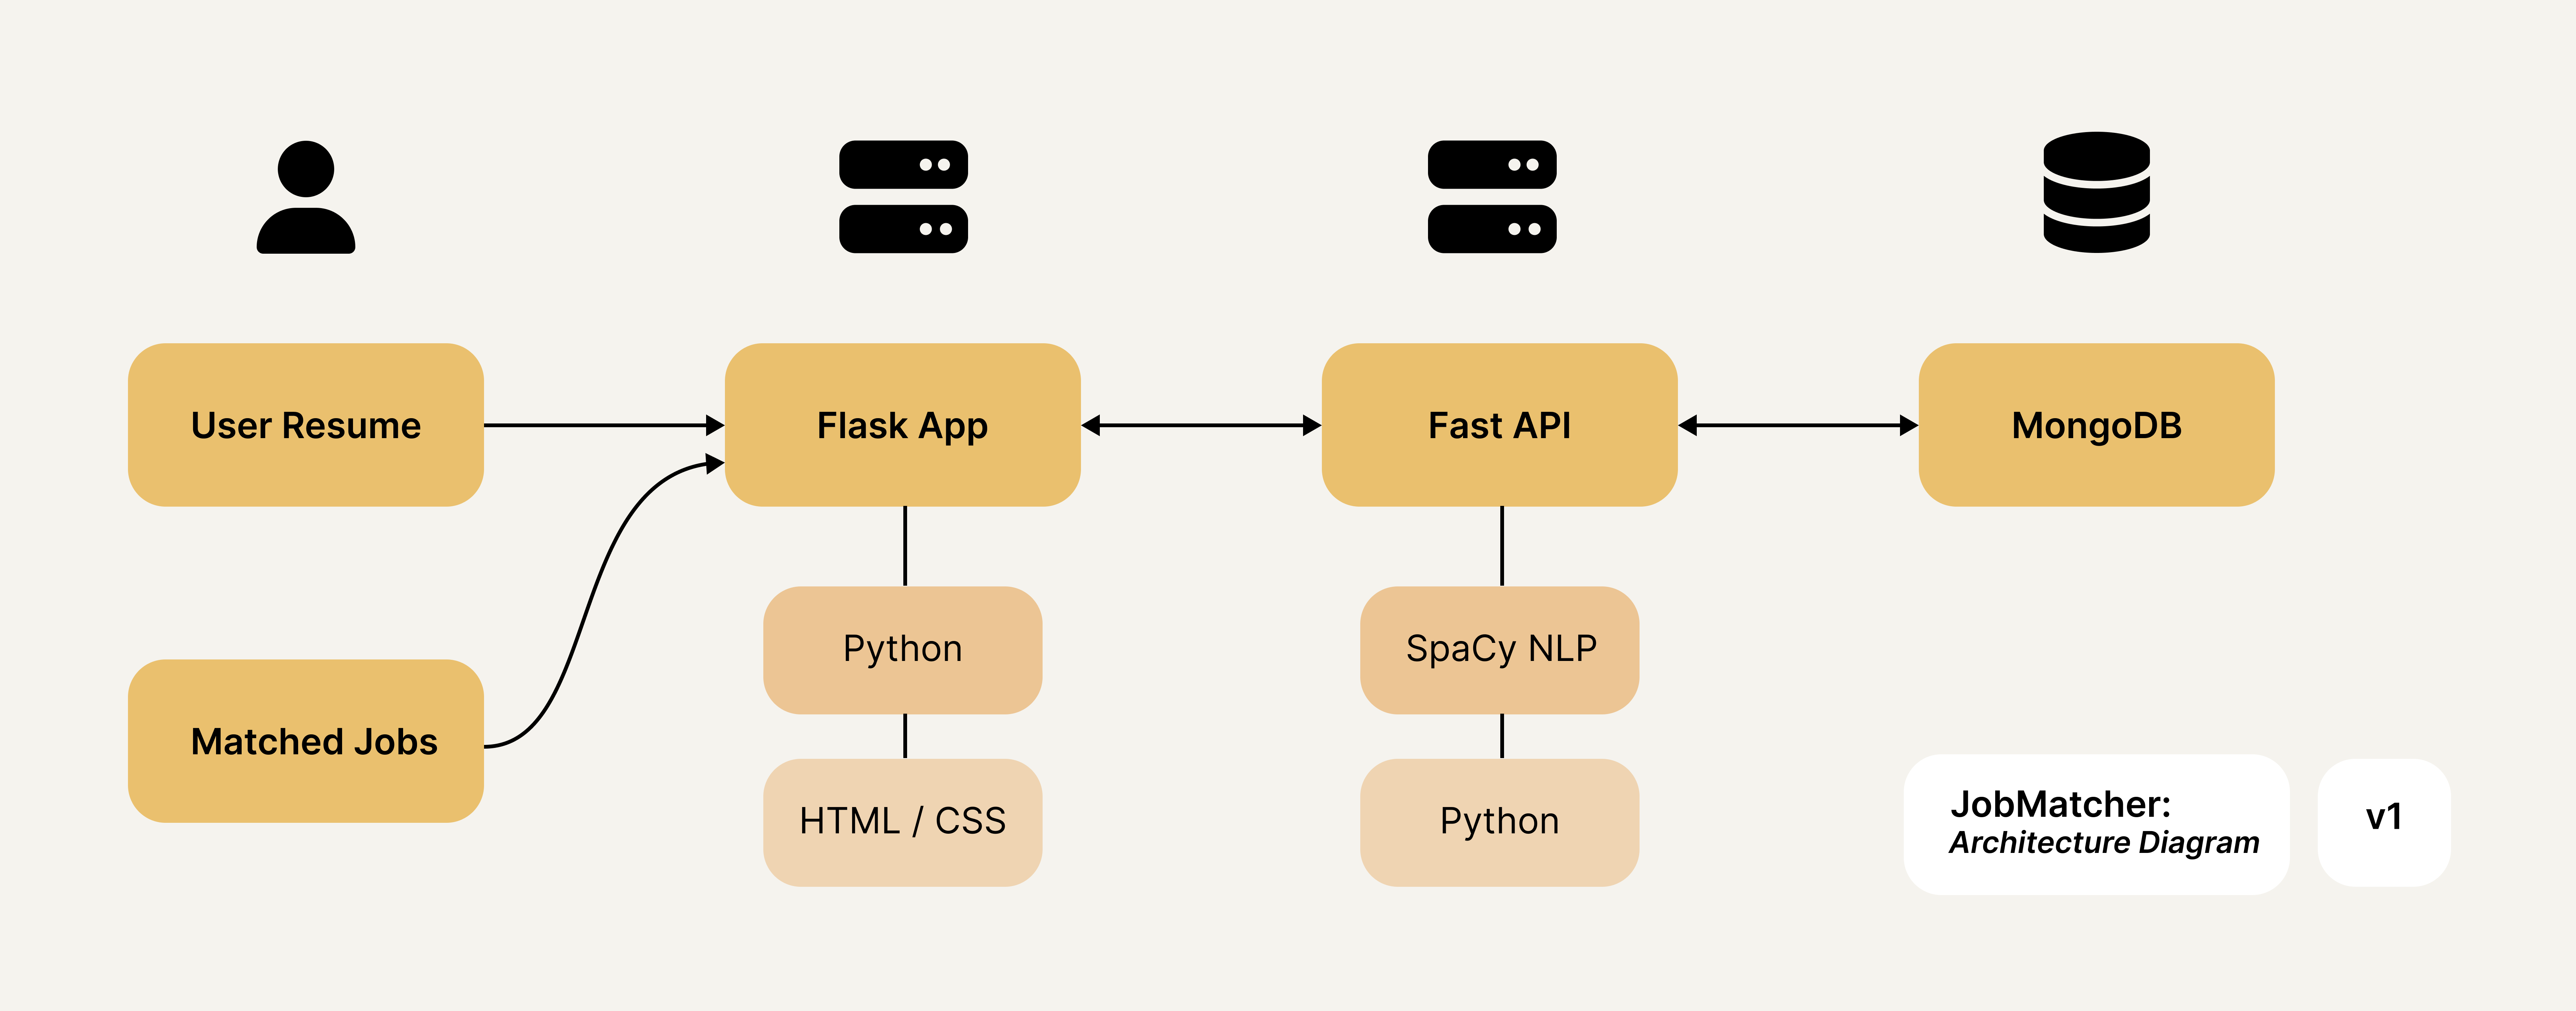 User Resume
Flask App
Fast API
MongoDB
Python
SpaCy NLP
Matched Jobs
HTML / CSS
Python
JobMatcher:
Architecture Diagram
v1